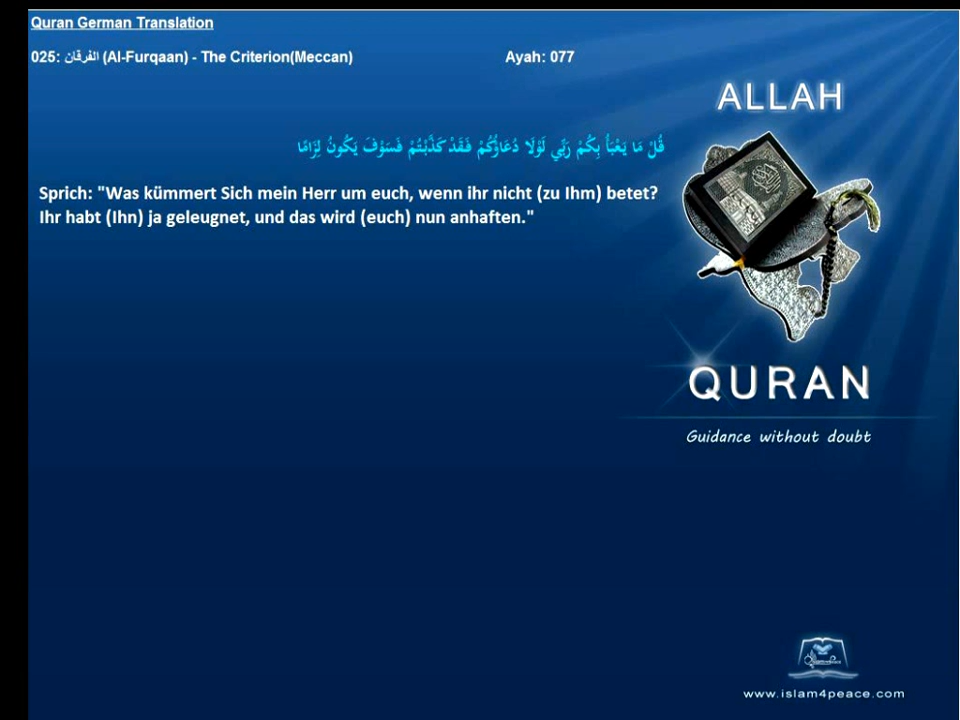 Quran German Translation
025: الفرقان (Al-Furqaan) - The Criterion(Meccan) Ayah: 077
ALLAH
قُلْ مَا يَعْبَأُ بِكُمْ رَبِّي لَوْلَا دُعَاؤُكُمْ فَقَدْ كَذَّبْتُمْ فَسَوْفَ يَكُونُ لِزَامًا
Sprich: "Was kümmert Sich mein Herr um euch, wenn ihr nicht (zu Ihm) betet?
Ihr habt (Ihn) ja geleugnet, und das wird (euch) nun anhaften."
QURAN
Guidance without doubt
www.islam4peace.com